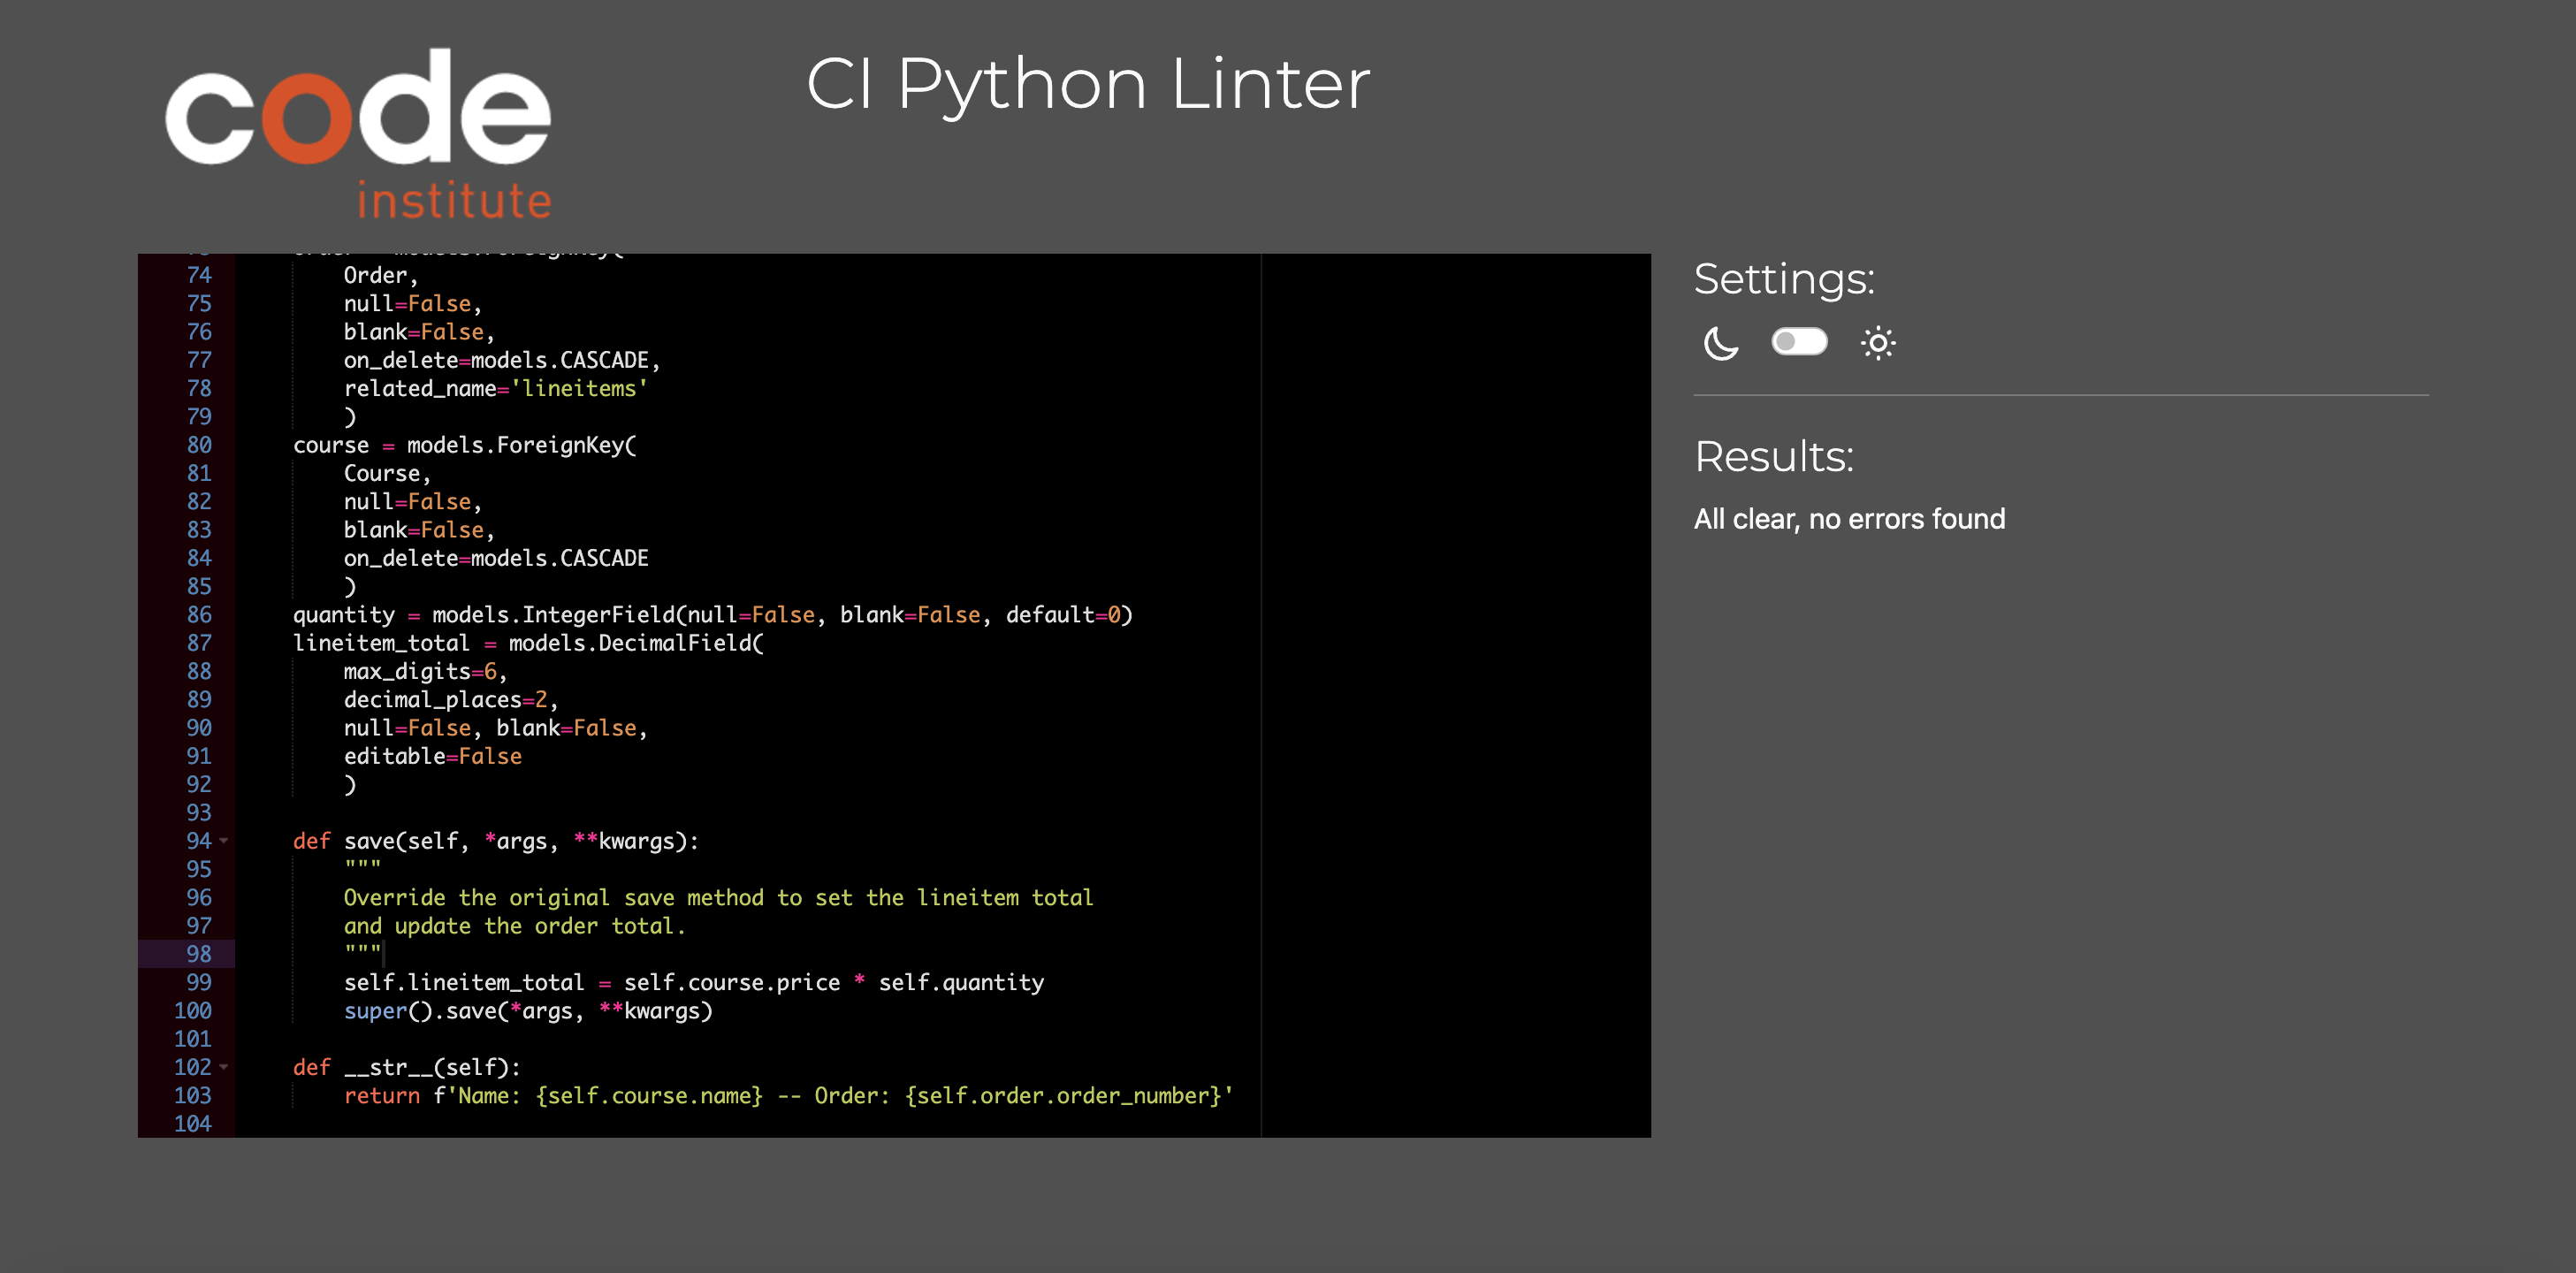 code
institute
CI Python Linter
74 Order,
75 null=False,
76 blank=False,
77 on_delete=models.CASCADE,
78 related_name='lineitems'
79 )
80 course = models.ForeignKey(
81 Course,
82 null=False,
83 blank=False,
84 on_delete=models.CASCADE
85 )
86 quantity = models.IntegerField(null=False, blank=False, default=0)
87 lineitem_total = models.DecimalField(
88 max_digits=6,
89 decimal_places=2,
90 null=False, blank=False,
91 editable=False
92 )
93
94 def save(self, *args, **kwargs):
95 """
96 Override the original save method to set the lineitem total
97 and update the order total.
98 """
99 self.lineitem_total = self.course.price * self.quantity
100 super().save(*args, **kwargs)
101
102 def __str__(self):
103 return f'Name: {self.course.name} -- Order: {self.order.order_number}'
104
Settings:
Results:
All clear, no errors found